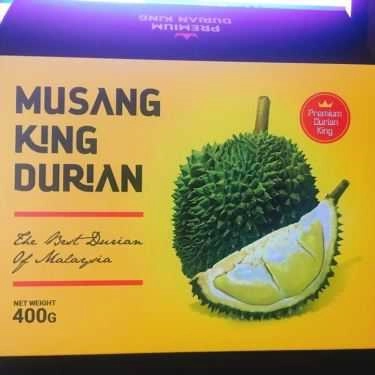 PREMIUM
DURIAN KING
MUSANG
KING
DURIAN
Premium
Durian
King
The Best Durian
Of Malaysia
NET WEIGHT
400G